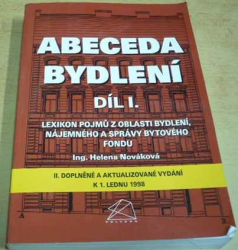 ABECEDA
BYDLENÍ
DÍL I.
LEXIKON POJMŮ Z OBLASTI BYDLENÍ,
NÁJEMNÉHO A SPRÁVY BYTOVÉHO
FONDU
Ing. Helena Nováková
II. DOPLNĚNÉ A AKTUALIZOVANÉ VYDÁNÍ
K 1. LEDNU 1998